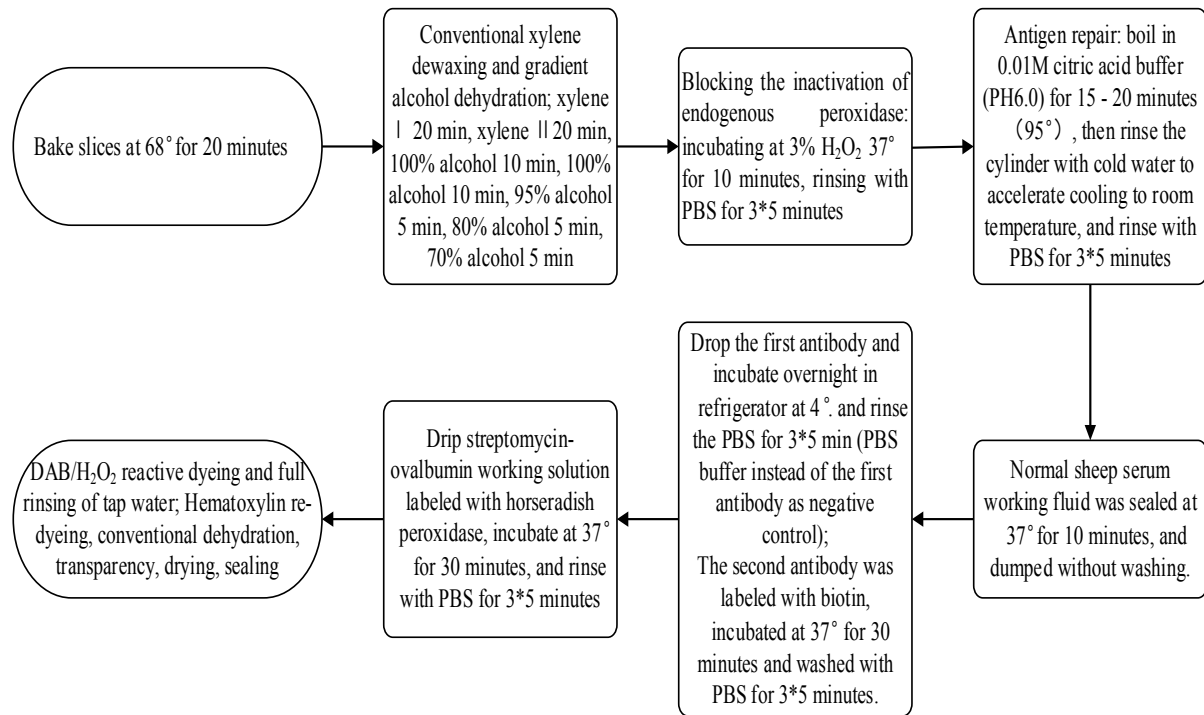 Bake slices at 68° for 20 minutes
Conventional xylene
dewaxing and gradient
alcohol dehydration; xylene
Ⅰ 20 min, xylene Ⅱ 20 min,
100% alcohol 10 min, 100%
alcohol 10 min, 95% alcohol
5 min, 80% alcohol 5 min,
70% alcohol 5 min
Blocking the inactivation of
endogenous peroxidase:
incubating at 3% H₂O₂ 37°
for 10 minutes, rinsing with
PBS for 3*5 minutes
Antigen repair: boil in
0.01M citric acid buffer
(PH6.0) for 15 - 20 minutes
（95°）, then rinse the
cylinder with cold water to
accelerate cooling to room
temperature, and rinse with
PBS for 3*5 minutes
Normal sheep serum
working fluid was sealed at
37° for 10 minutes, and
dumped without washing.
Drop the first antibody and
incubate overnight in
refrigerator at 4°. and rinse
the PBS for 3*5 min (PBS
buffer instead of the first
antibody as negative
control);
The second antibody was
labeled with biotin,
incubated at 37° for 30
minutes and washed with
PBS for 3*5 minutes.
Drip streptomycin-
ovalbumin working solution
labeled with horseradish
peroxidase, incubate at 37°
for 30 minutes, and rinse
with PBS for 3*5 minutes
DAB/H₂O₂ reactive dyeing and full
rinsing of tap water; Hematoxylin re-
dyeing, conventional dehydration,
transparency, drying, sealing